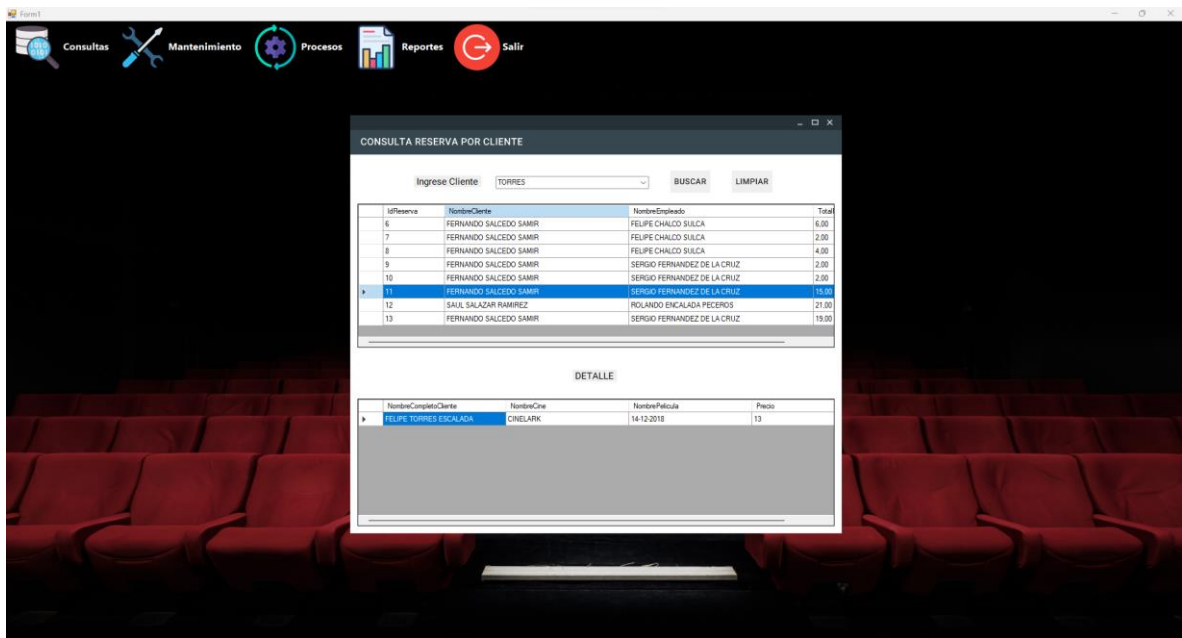 Form1
Consultas Mantenimiento Procesos Reportes Salir
CONSULTA RESERVA POR CLIENTE
Ingrese Cliente TORRES BUSCAR LIMPIAR
IdReserva NombreCliente NombreEmpleado Total
6 FERNANDO SALCEDO SAMIR FELIPE CHALCO SULCA 6,00
7 FERNANDO SALCEDO SAMIR FELIPE CHALCO SULCA 2,00
8 FERNANDO SALCEDO SAMIR FELIPE CHALCO SULCA 4,00
9 FERNANDO SALCEDO SAMIR SERGIO FERNANDEZ DE LA CRUZ 2,00
10 FERNANDO SALCEDO SAMIR SERGIO FERNANDEZ DE LA CRUZ 2,00
11 FERNANDO SALCEDO SAMIR SERGIO FERNANDEZ DE LA CRUZ 15,00
12 SAUL SALAZAR RAMIREZ ROLANDO ENCALADA PECEROS 21,00
13 FERNANDO SALCEDO SAMIR SERGIO FERNANDEZ DE LA CRUZ 19,00
DETALLE
NombreCompletoCliente NombreCine NombrePelicula Precio
FELIPE TORRES ESCALADA CINELARK 14-12-2018 13